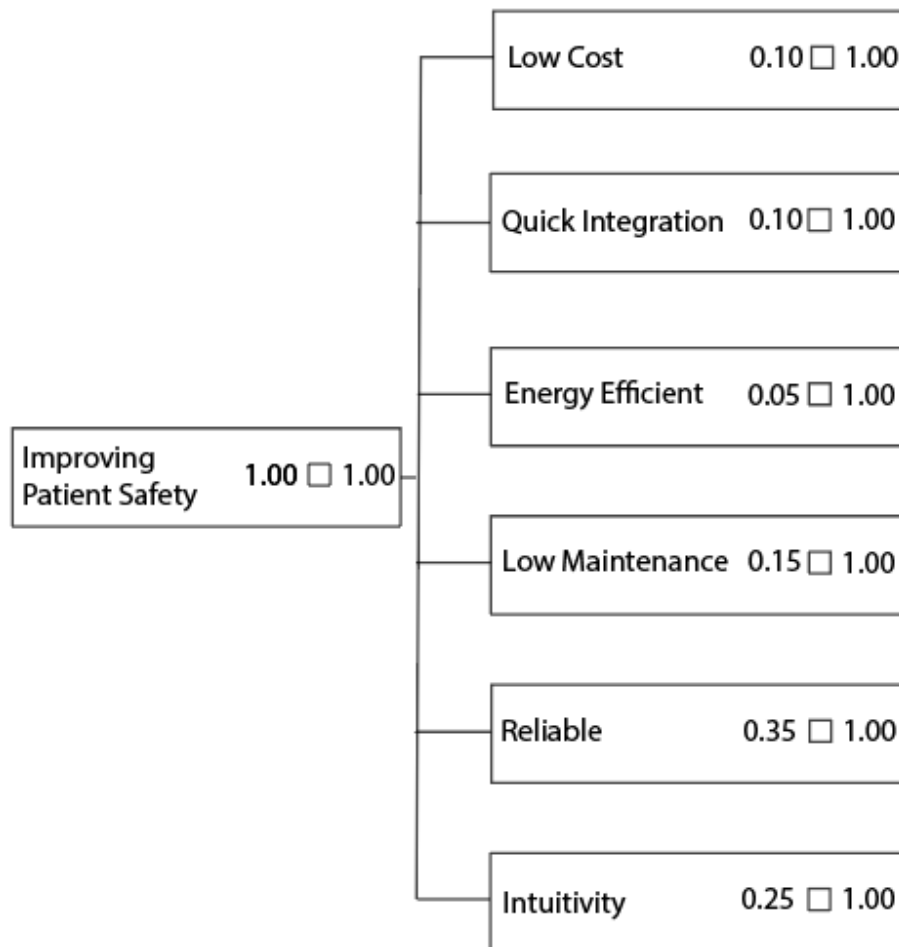 Low Cost 0.10 □ 1.00
Quick Integration 0.10 □ 1.00
Energy Efficient 0.05 □ 1.00
Improving
Patient Safety 1.00 □ 1.00
Low Maintenance 0.15 □ 1.00
Reliable 0.35 □ 1.00
Intuitivity 0.25 □ 1.00